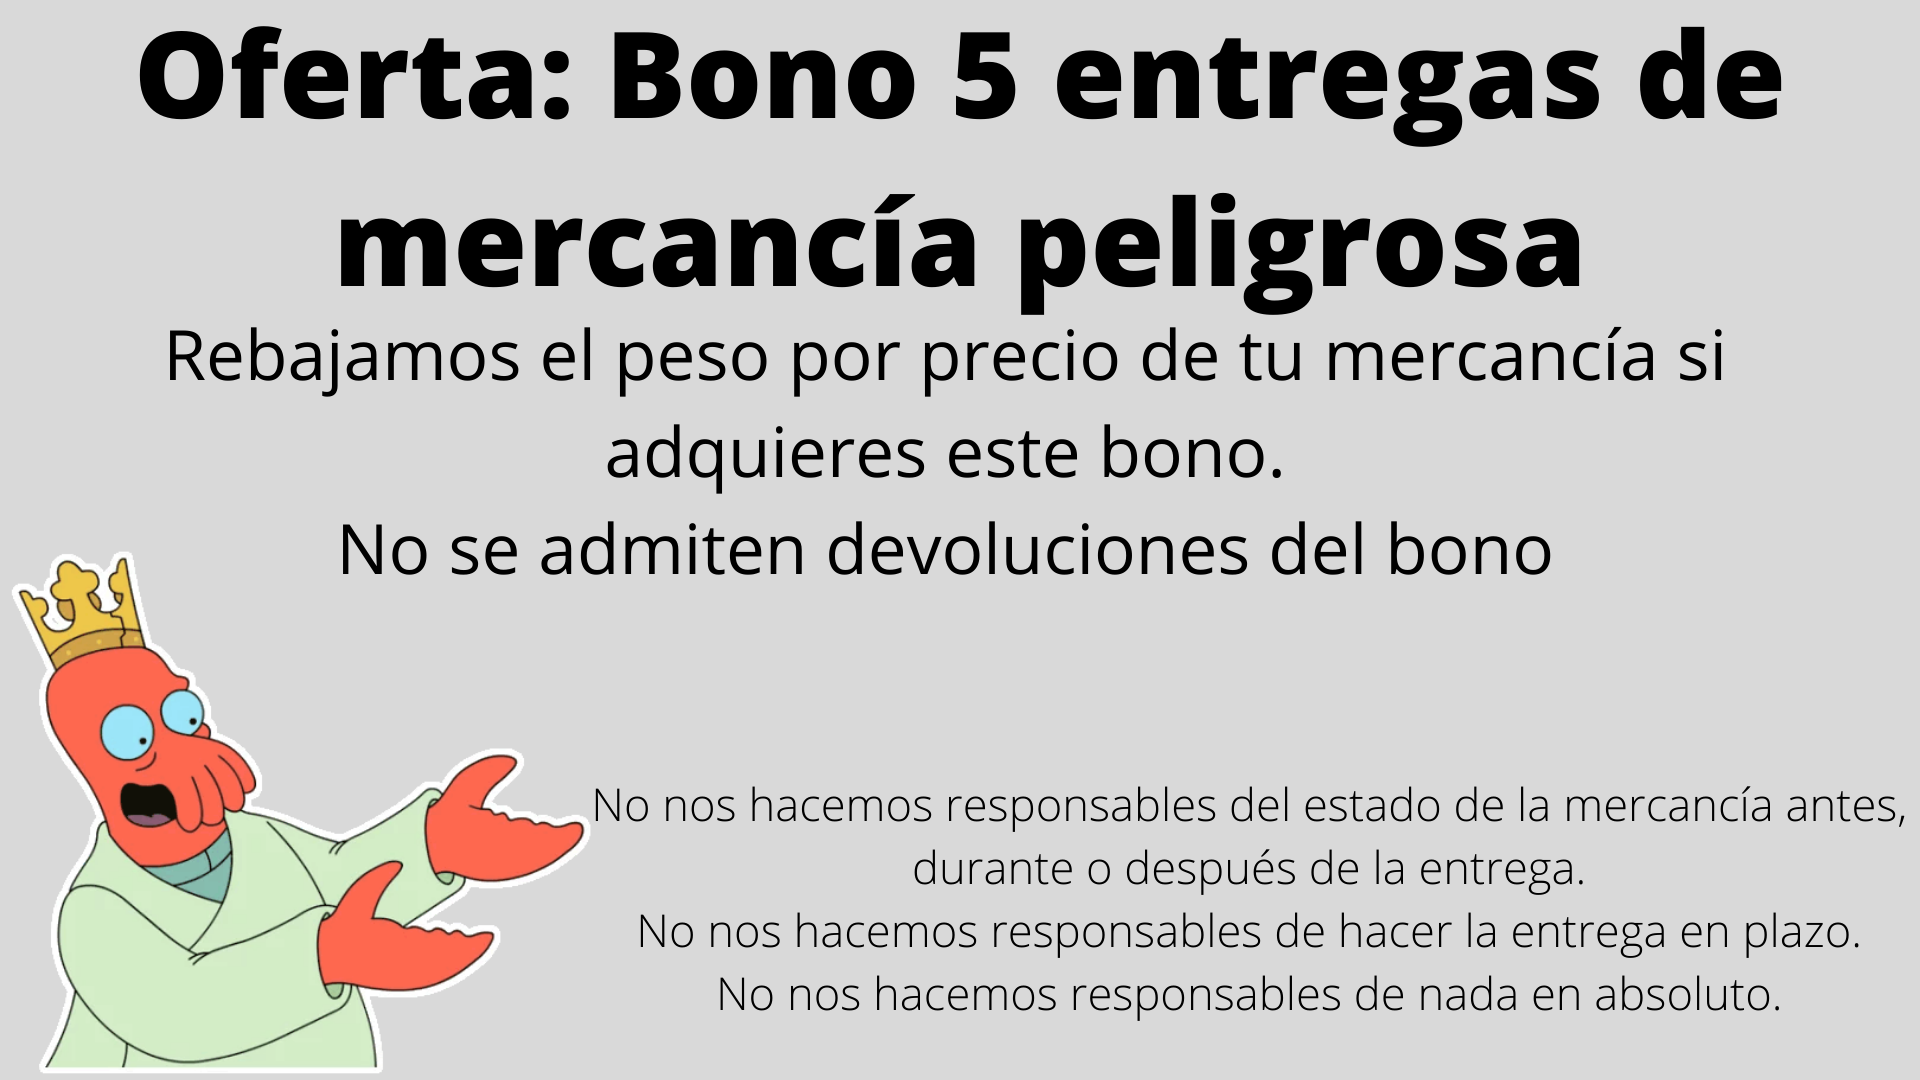 Oferta: Bono 5 entregas de
mercancía peligrosa
Rebajamos el peso por precio de tu mercancía si
adquieres este bono.
No se admiten devoluciones del bono
No nos hacemos responsables del estado de la mercancía antes,
durante o después de la entrega.
No nos hacemos responsables de hacer la entrega en plazo.
No nos hacemos responsables de nada en absoluto.